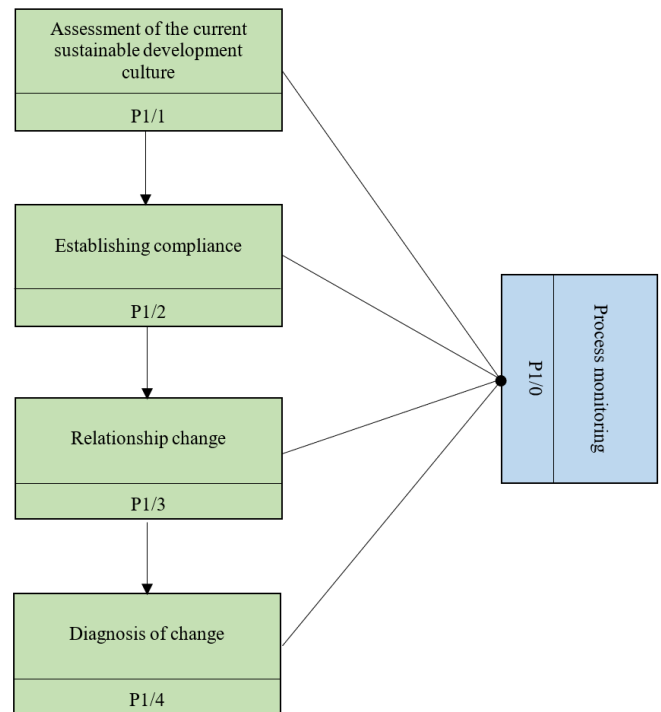 Assessment of the current
sustainable development
culture
P1/1
Establishing compliance
P1/2
Relationship change
P1/3
Diagnosis of change
P1/4
Process monitoring
P1/0